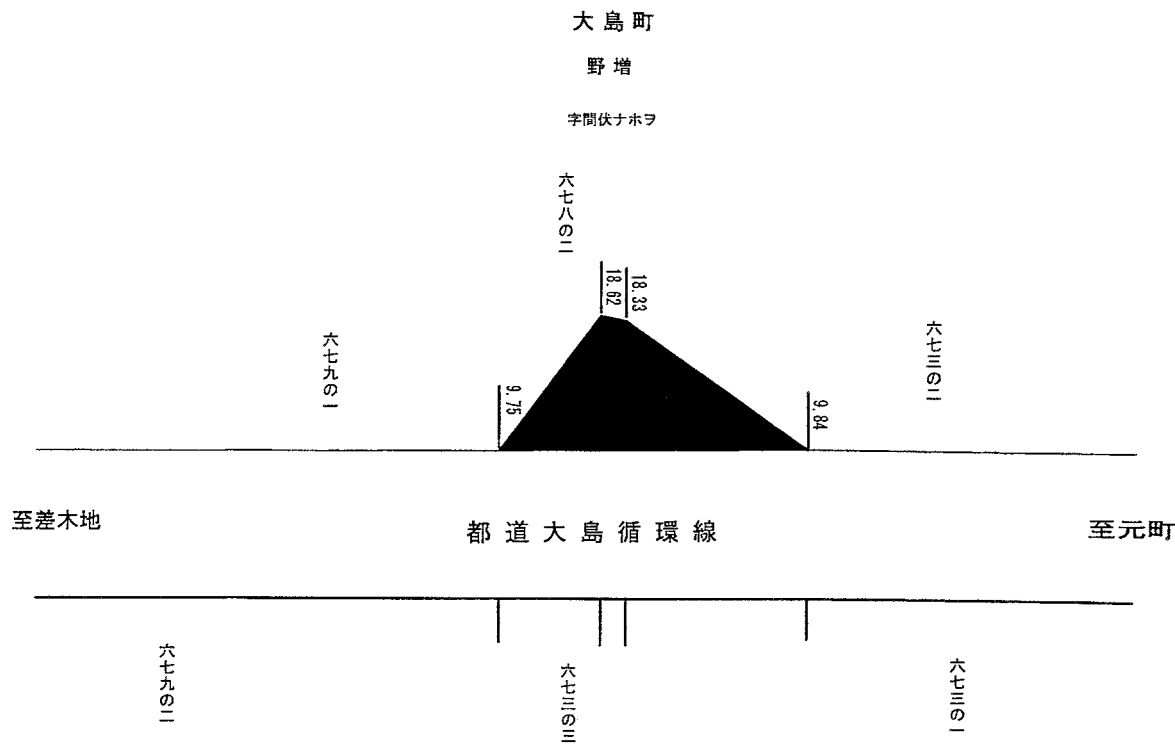 大島町
野増
字間伏ナホヲ
六七八の二
18.62
18.33
六七九の一
9.75
9.84
六七三の二
至差木地
都道大島循環線
至元町
六七九の二
六七三の三
六七三の一